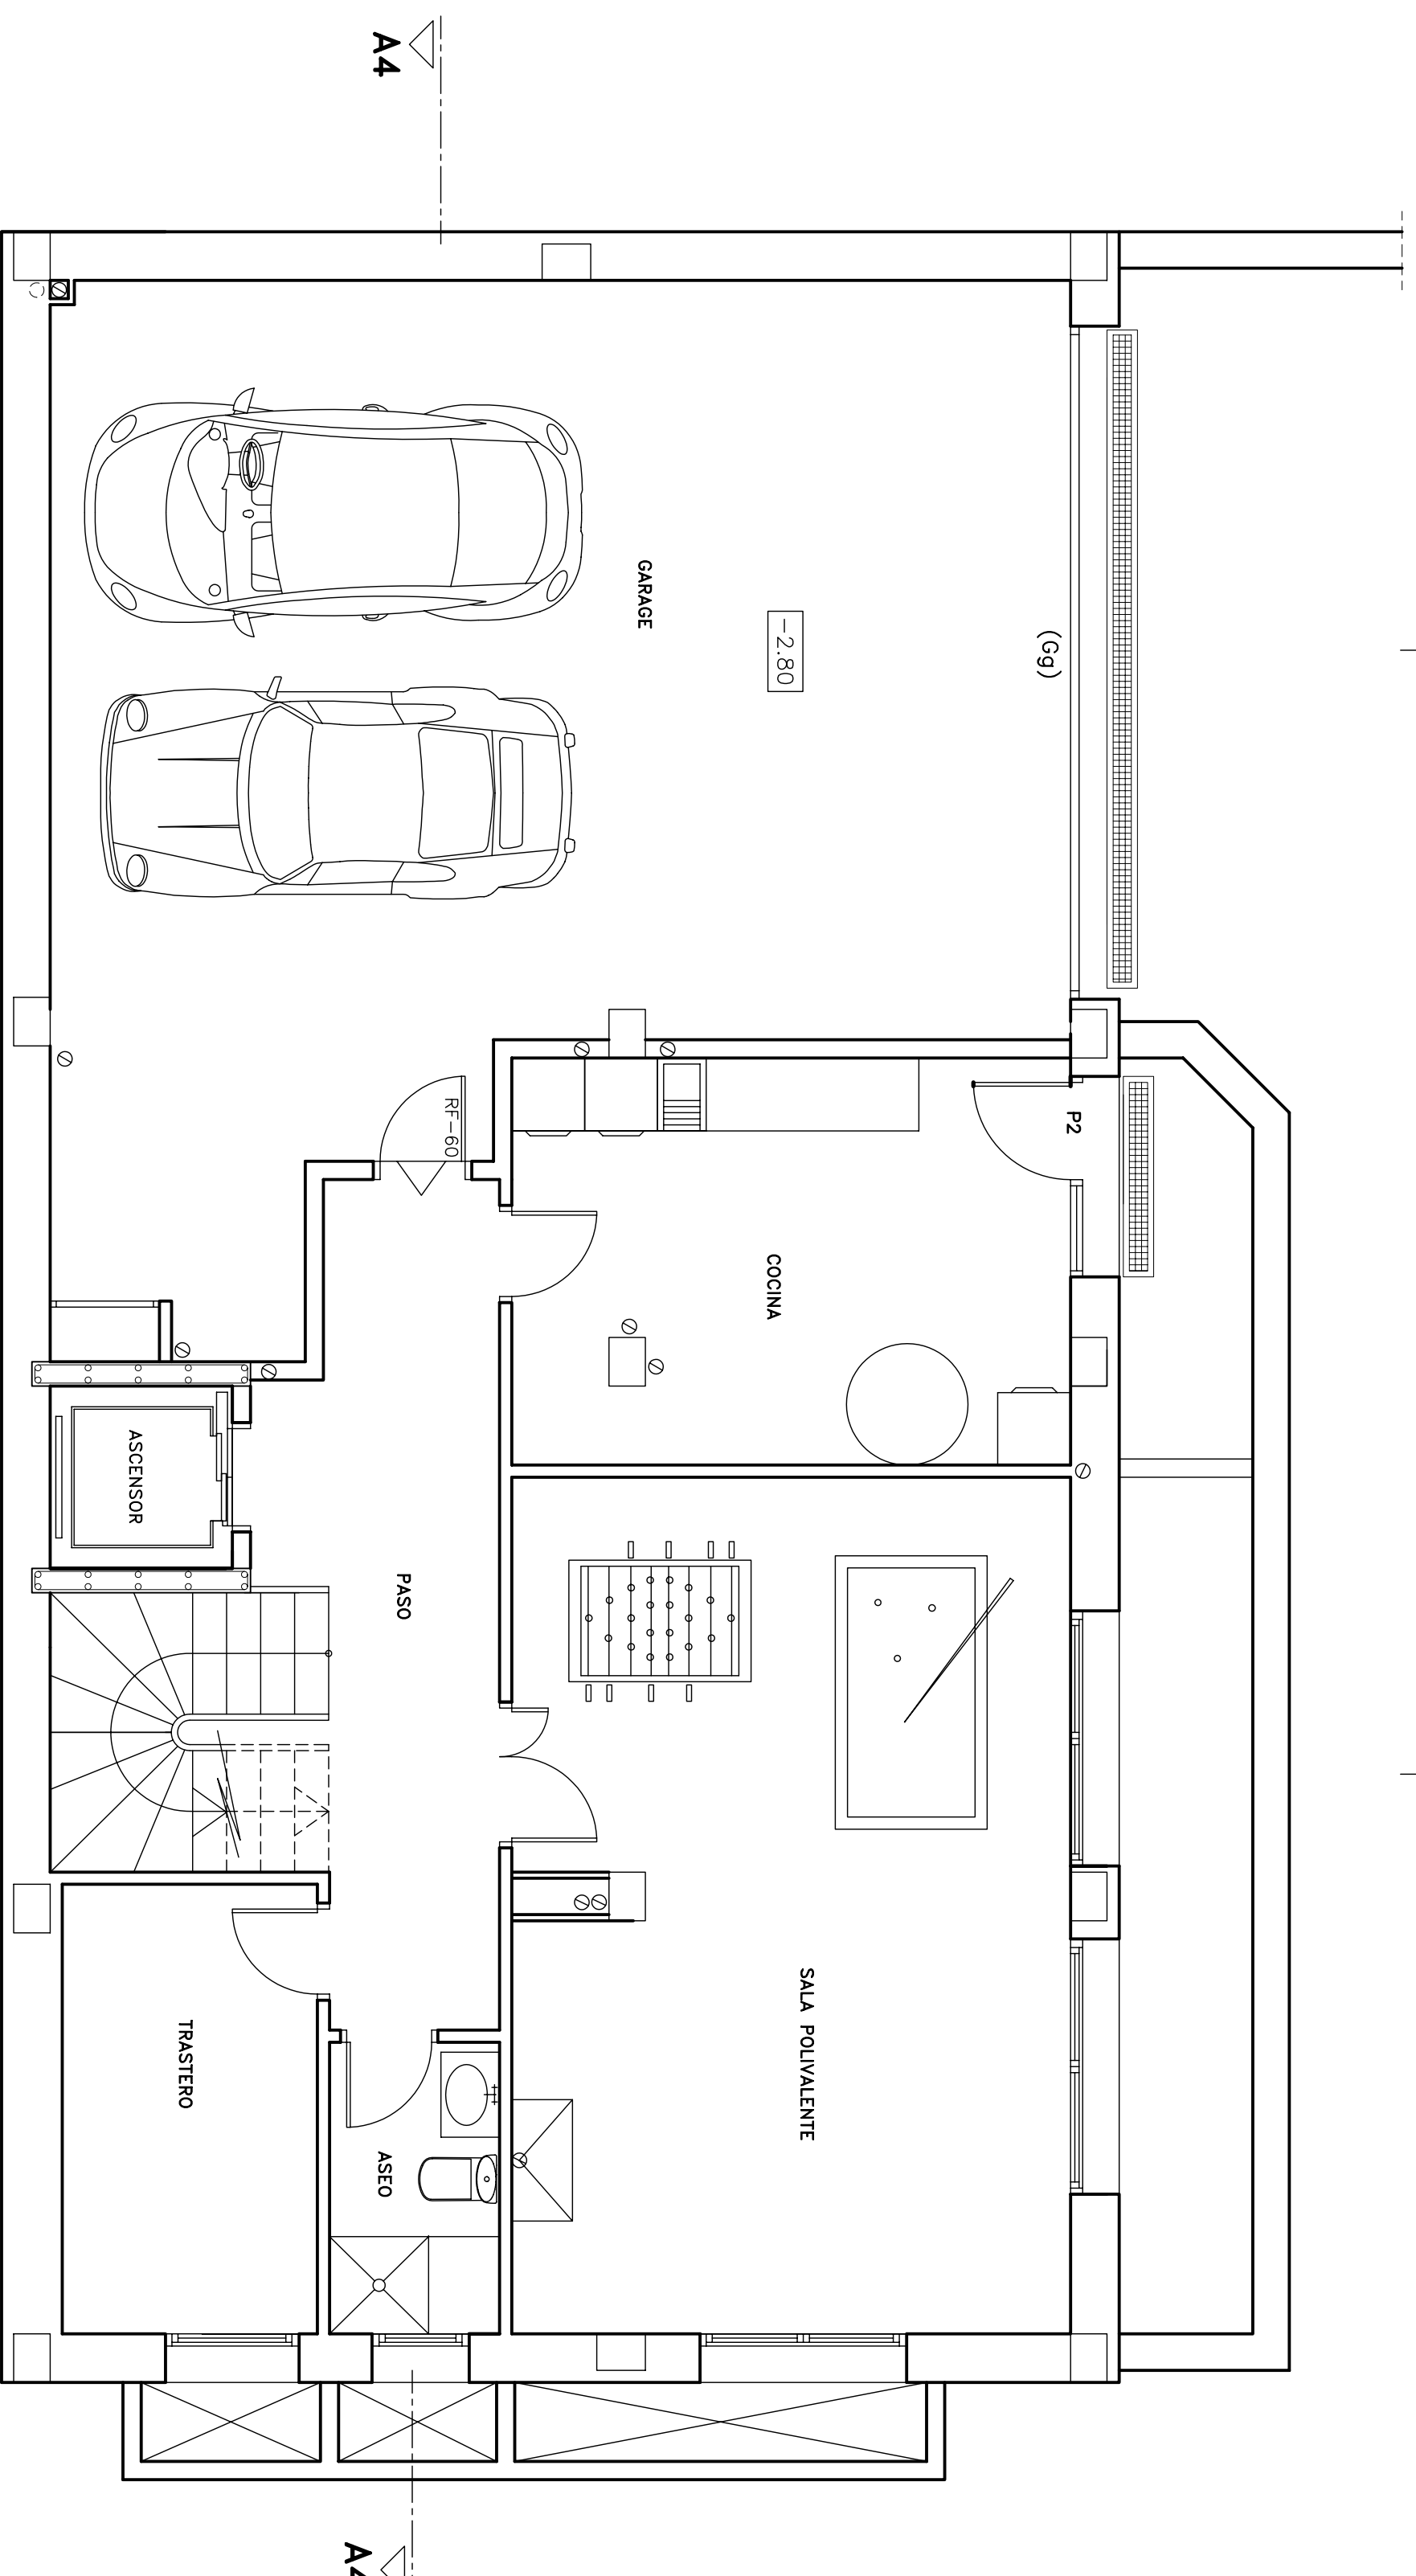 A4
GARAGE
-2.80
(Gg)
RF-60
P2
COCINA
ASCENSOR
PASO
SALA POLIVALENTE
TRASTERO
ASEO
A4